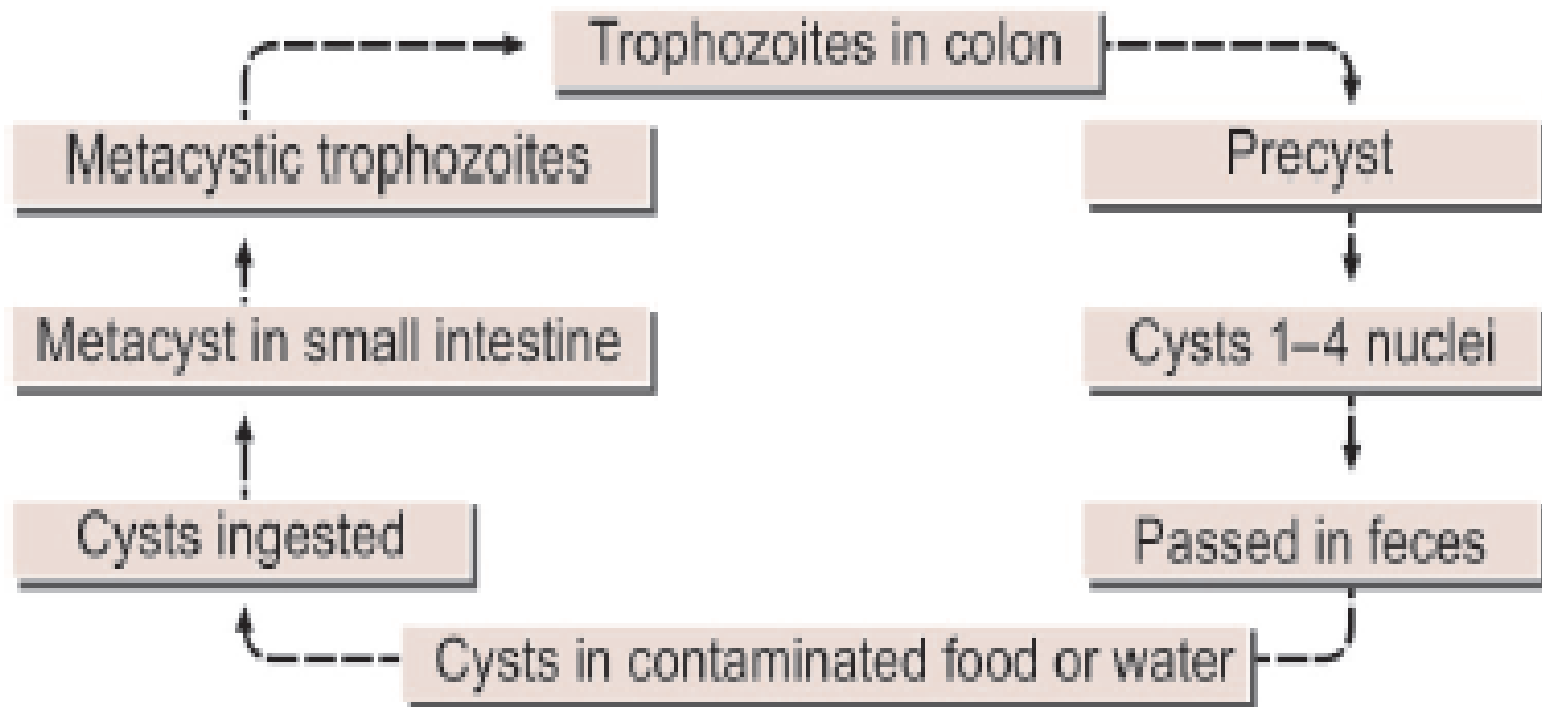 Trophozoites in colon
Precyst
Cysts 1–4 nuclei
Passed in feces
Cysts in contaminated food or water
Cysts ingested
Metacyst in small intestine
Metacystic trophozoites